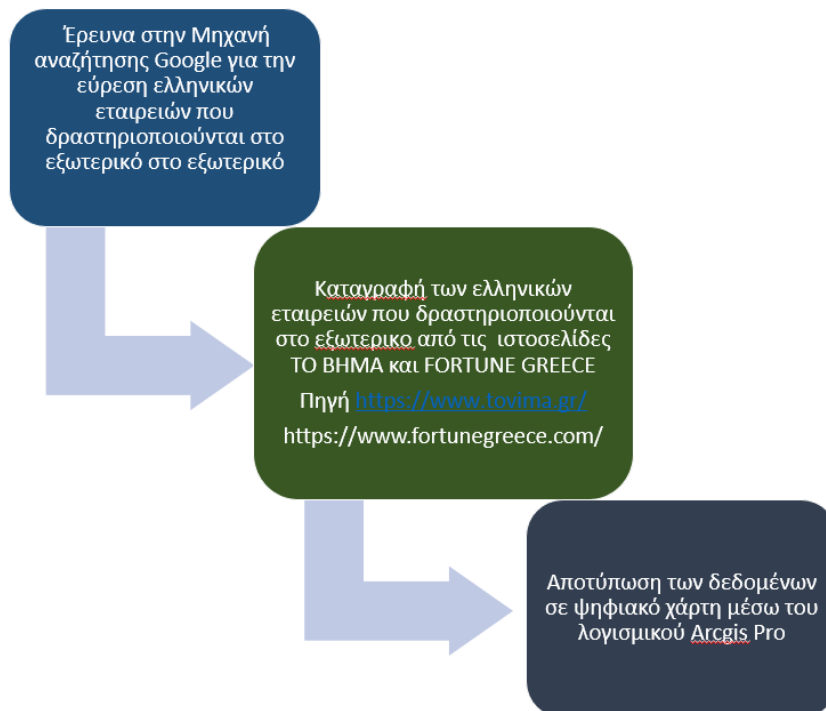 Έρευνα στην Μηχανή
αναζήτησης Google για την
εύρεση ελληνικών
εταιρειών που
δραστηριοποιούνται στο
εξωτερικό στο εξωτερικό
Καταγραφή των ελληνικών
εταιρειών που δραστηριοποιούνται
στο εξωτερικο από τις ιστοσελίδες
ΤΟ ΒΗΜΑ και FORTUNE GREECE
Πηγή https://www.tovima.gr/
https://www.fortunegreece.com/
Αποτύπωση των δεδομένων
σε ψηφιακό χάρτη μέσω του
λογισμικού Arcgis Pro